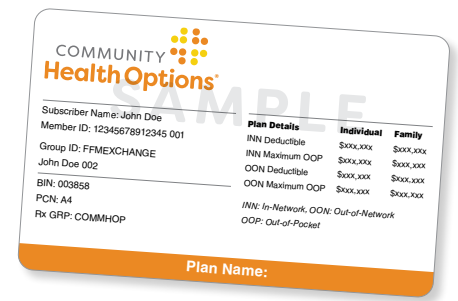 COMMUNITY
Health Options®
SAMPLE
Subscriber Name: John Doe
Member ID: 12345678912345 001
Group ID: FFMEXCHANGE
John Doe 002
BIN: 003858
PCN: A4
Rx GRP: COMMHOP
Plan Details Individual Family
INN Deductible $xxx,xxx $xxx,xxx
INN Maximum OOP $xxx,xxx $xxx,xxx
OON Deductible $xxx,xxx $xxx,xxx
OON Maximum OOP $xxx,xxx $xxx,xxx
INN: In-Network, OON: Out-of-Network
OOP: Out-of-Pocket
Plan Name: